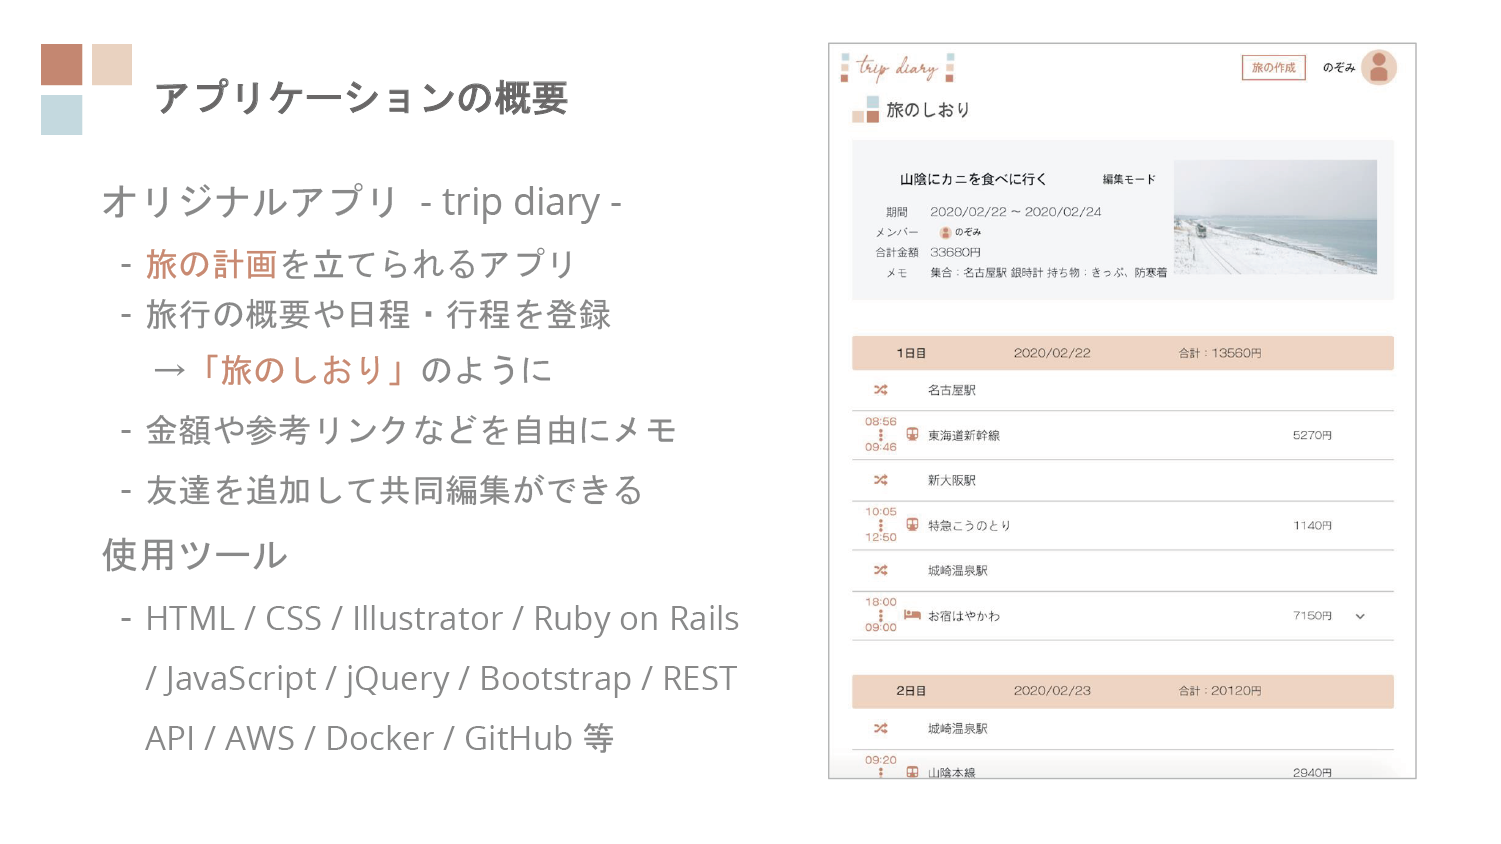 アプリケーションの概要
オリジナルアプリ - trip diary -
- 旅の計画を立てられるアプリ
- 旅行の概要や日程・行程を登録
→「旅のしおり」のように
- 金額や参考リンクなどを自由にメモ
- 友達を追加して共同編集ができる
使用ツール
- HTML / CSS / Illustrator / Ruby on Rails
/ JavaScript / jQuery / Bootstrap / REST
API / AWS / Docker / GitHub 等
trip diary
旅の作成 のぞみ
旅のしおり
山陰にカニを食べに行く 編集モード
期間 2020/02/22 ~ 2020/02/24
メンバー のぞみ
合計金額 33680円
メモ 集合：名古屋駅 銀時計 持ち物：きっぷ、防寒着
1日目 2020/02/22 合計：13560円
名古屋駅
08:56
東海道新幹線 5270円
09:46
新大阪駅
10:05
特急こうのとり 1140円
12:50
城崎温泉駅
18:00
お宿はやかわ 7150円
09:00
2日目 2020/02/23 合計：20120円
城崎温泉駅
09:20
山陰本線 2940円